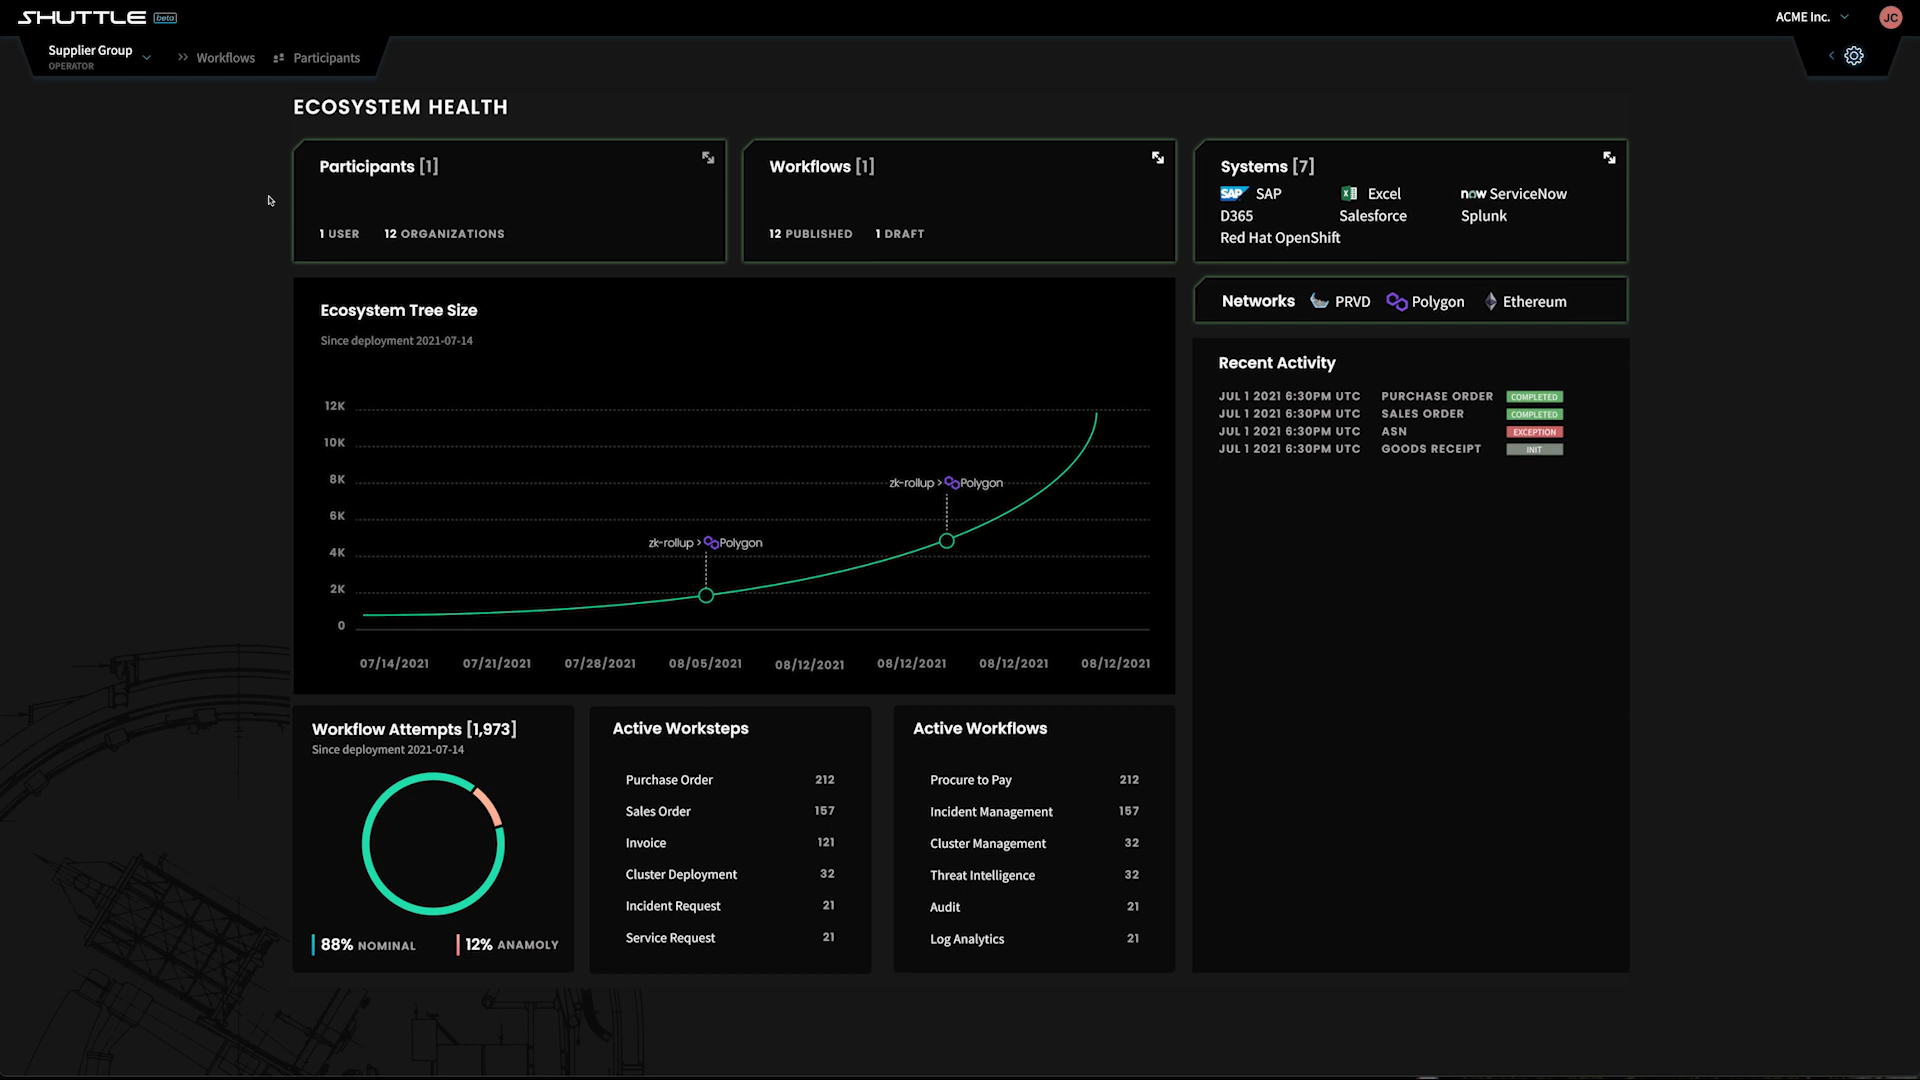 SHUTTLE beta
ACME Inc.
JC
Supplier Group
OPERATOR
Workflows
Participants
ECOSYSTEM HEALTH
Participants [1]
1 USER 12 ORGANIZATIONS
Workflows [1]
12 PUBLISHED 1 DRAFT
Systems [7]
SAP SAP Excel now ServiceNow
D365 Salesforce Splunk
Red Hat OpenShift
Networks PRVD Polygon Ethereum
Ecosystem Tree Size
Since deployment 2021-07-14
12K
10K
8K
6K
4K
2K
0
zk-rollup > Polygon
zk-rollup > Polygon
07/14/2021 07/21/2021 07/28/2021 08/05/2021 08/12/2021 08/12/2021 08/12/2021 08/12/2021
Recent Activity
JUL 1 2021 6:30PM UTC PURCHASE ORDER COMPLETED
JUL 1 2021 6:30PM UTC SALES ORDER COMPLETED
JUL 1 2021 6:30PM UTC ASN EXCEPTION
JUL 1 2021 6:30PM UTC GOODS RECEIPT INIT
Workflow Attempts [1,973]
Since deployment 2021-07-14
88% NOMINAL 12% ANAMOLY
Active Worksteps
Purchase Order 212
Sales Order 157
Invoice 121
Cluster Deployment 32
Incident Request 21
Service Request 21
Active Workflows
Procure to Pay 212
Incident Management 157
Cluster Management 32
Threat Intelligence 32
Audit 21
Log Analytics 21